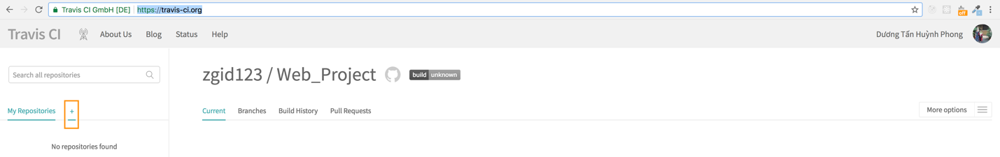 Travis CI GmbH [DE] https://travis-ci.org
off
Travis CI About Us Blog Status Help Dương Tấn Huỳnh Phong
Search all repositories
zgid123 / Web_Project build unknown
My Repositories + Current Branches Build History Pull Requests More options
No repositories found